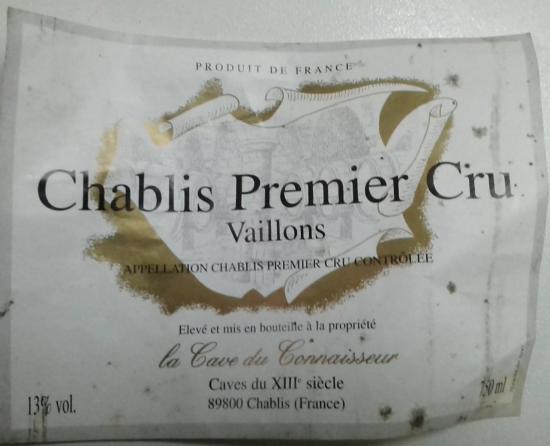 PRODUIT DE FRANCE
Chablis Premier Cru
Vaillons
APPELLATION CHABLIS PREMIER CRU CONTRÔLÉE
Elevé et mis en bouteille à la propriété
la Cave du Connaisseur
Caves du XIIIe siècle
13% vol.
89800 Chablis (France)
750 ml